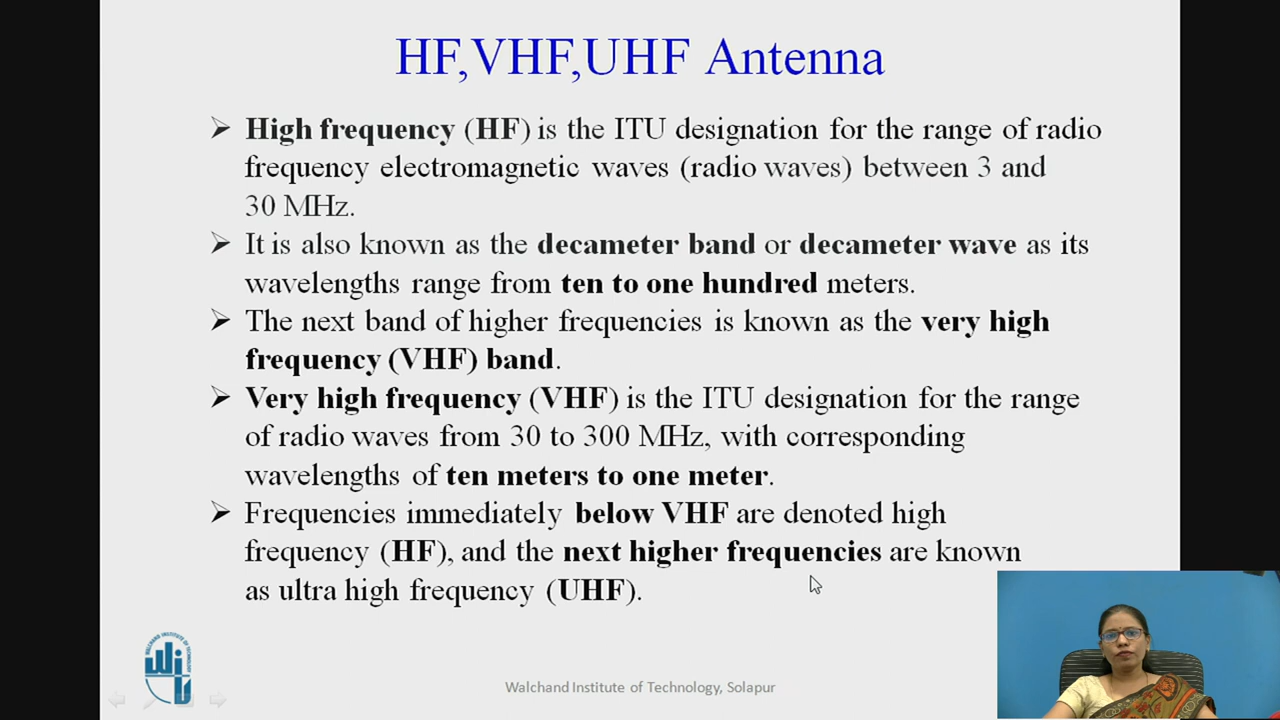 HF,VHF,UHF Antenna
➢ High frequency (HF) is the ITU designation for the range of radio
frequency electromagnetic waves (radio waves) between 3 and
30 MHz.
➢ It is also known as the decameter band or decameter wave as its
wavelengths range from ten to one hundred meters.
➢ The next band of higher frequencies is known as the very high
frequency (VHF) band.
➢ Very high frequency (VHF) is the ITU designation for the range
of radio waves from 30 to 300 MHz, with corresponding
wavelengths of ten meters to one meter.
➢ Frequencies immediately below VHF are denoted high
frequency (HF), and the next higher frequencies are known
as ultra high frequency (UHF).
WALCHAND INSTITUTE OF TECHNOLOGY
WIT
Walchand Institute of Technology, Solapur